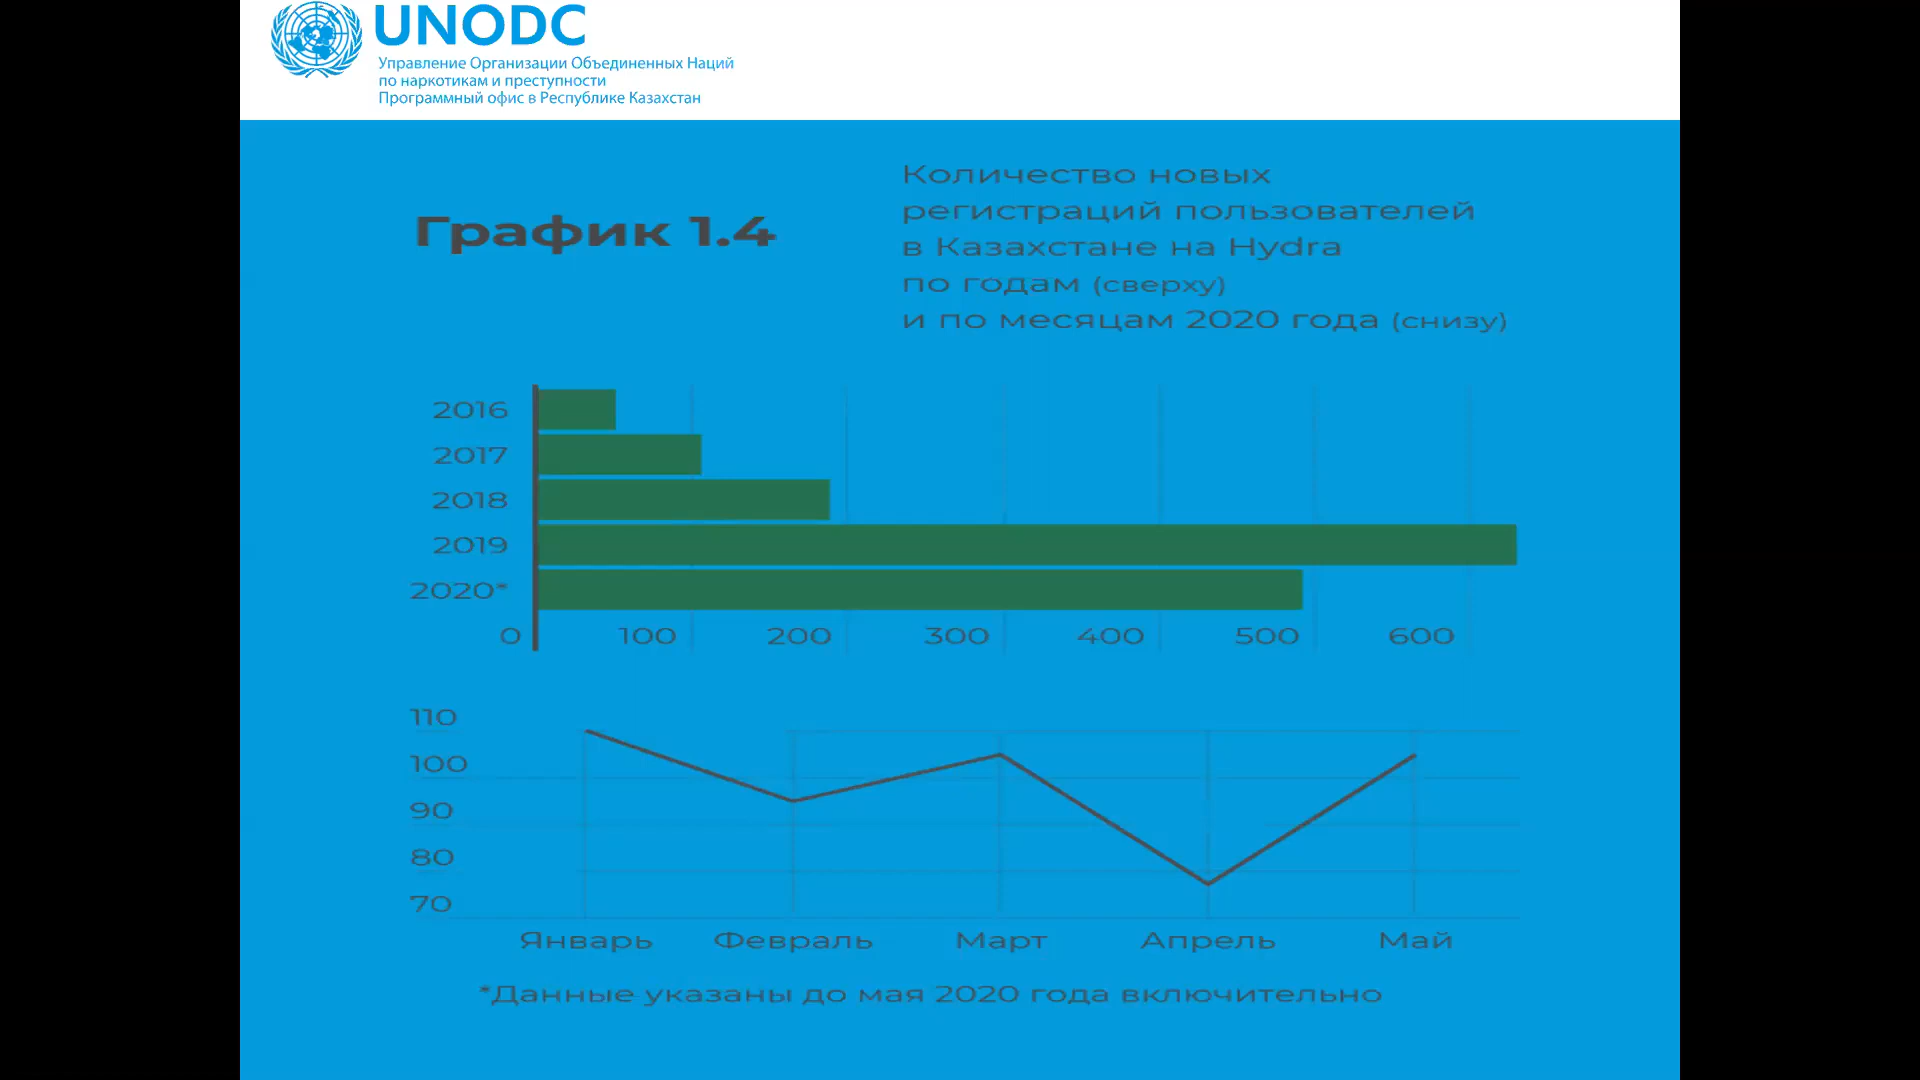 UNODC
Управление Организации Объединенных Наций
по наркотикам и преступности
Программный офис в Республике Казахстан
График 1.4
Количество новых
регистраций пользователей
в Казахстане на Hydra
по годам (сверху)
и по месяцам 2020 года (снизу)
2016
2017
2018
2019
2020*
0 100 200 300 400 500 600
110
100
90
80
70
Январь Февраль Март Апрель Май
*Данные указаны до мая 2020 года включительно